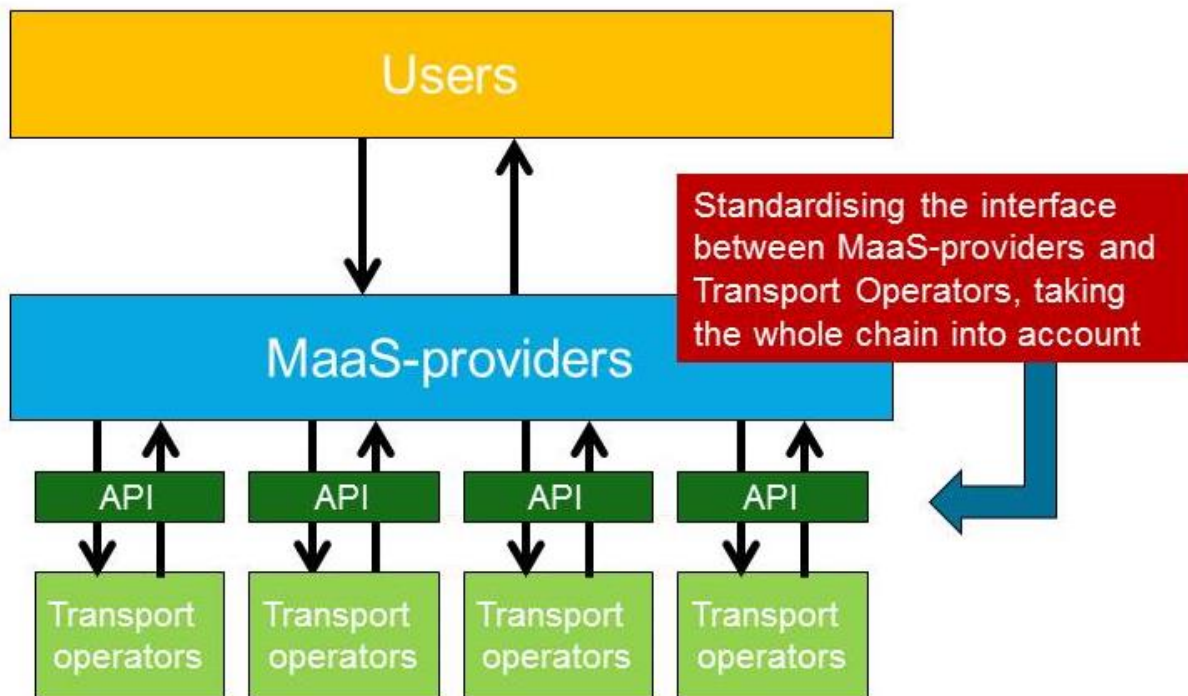 Users
Standardising the interface
between MaaS-providers and
Transport Operators, taking
the whole chain into account
MaaS-providers
API
API
API
API
Transport
operators
Transport
operators
Transport
operators
Transport
operators